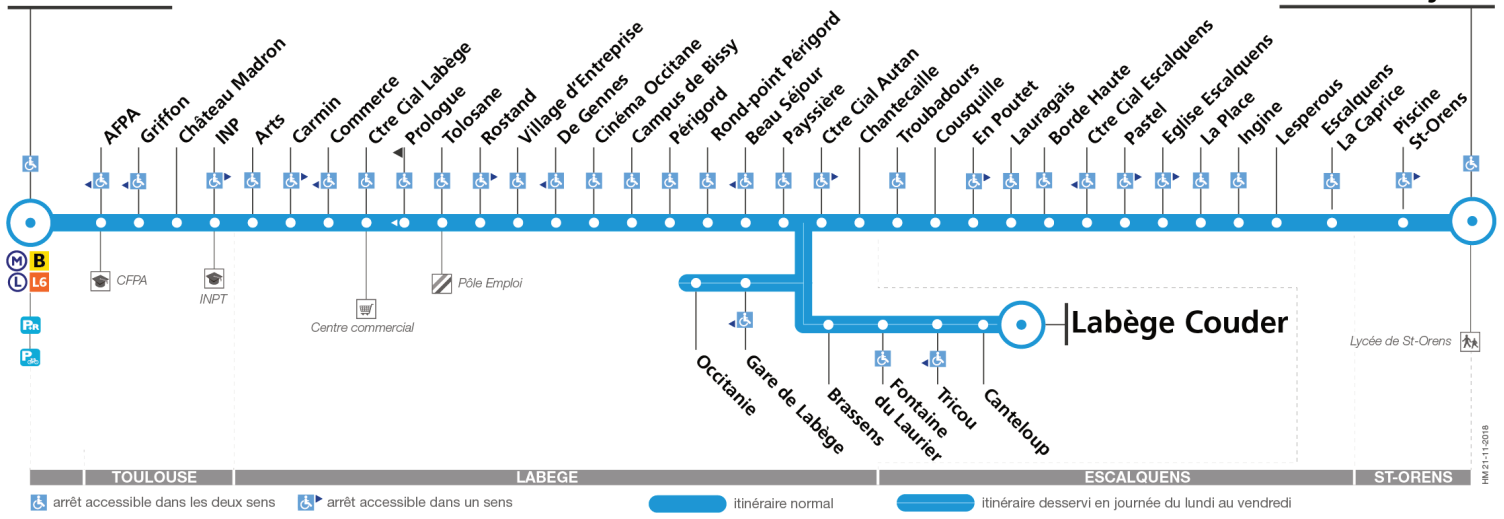 AFPA
Griffon
Château Madron
INP
Arts
Carmin
Commerce
Ctre Cial Labège
Prologue
Tolosane
Rostand
Village d'Entreprise
De Gennes
Cinéma Occitane
Campus de Bissy
Périgord
Rond-point Périgord
Beau Séjour
Payssière
Ctre Cial Autan
Chantecaille
Troubadours
Cousquille
En Poutet
Lauragais
Borde Haute
Ctre Cial Escalquens
Pastel
Eglise Escalquens
La Place
Ingine
Lesperous
Escalquens
La Caprice
Piscine
St-Orens
M B
L L6
P+R
P
CFPA
INPT
Centre commercial
Pôle Emploi
Occitanie
Gare de Labège
Brassens
Fontaine
du Laurier
Tricou
Canteloup
Labège Couder
Lycée de St-Orens
HM 21-11-2018
TOULOUSE
LABEGE
ESCALQUENS
ST-ORENS
arrêt accessible dans les deux sens
arrêt accessible dans un sens
itinéraire normal
itinéraire desservi en journée du lundi au vendredi